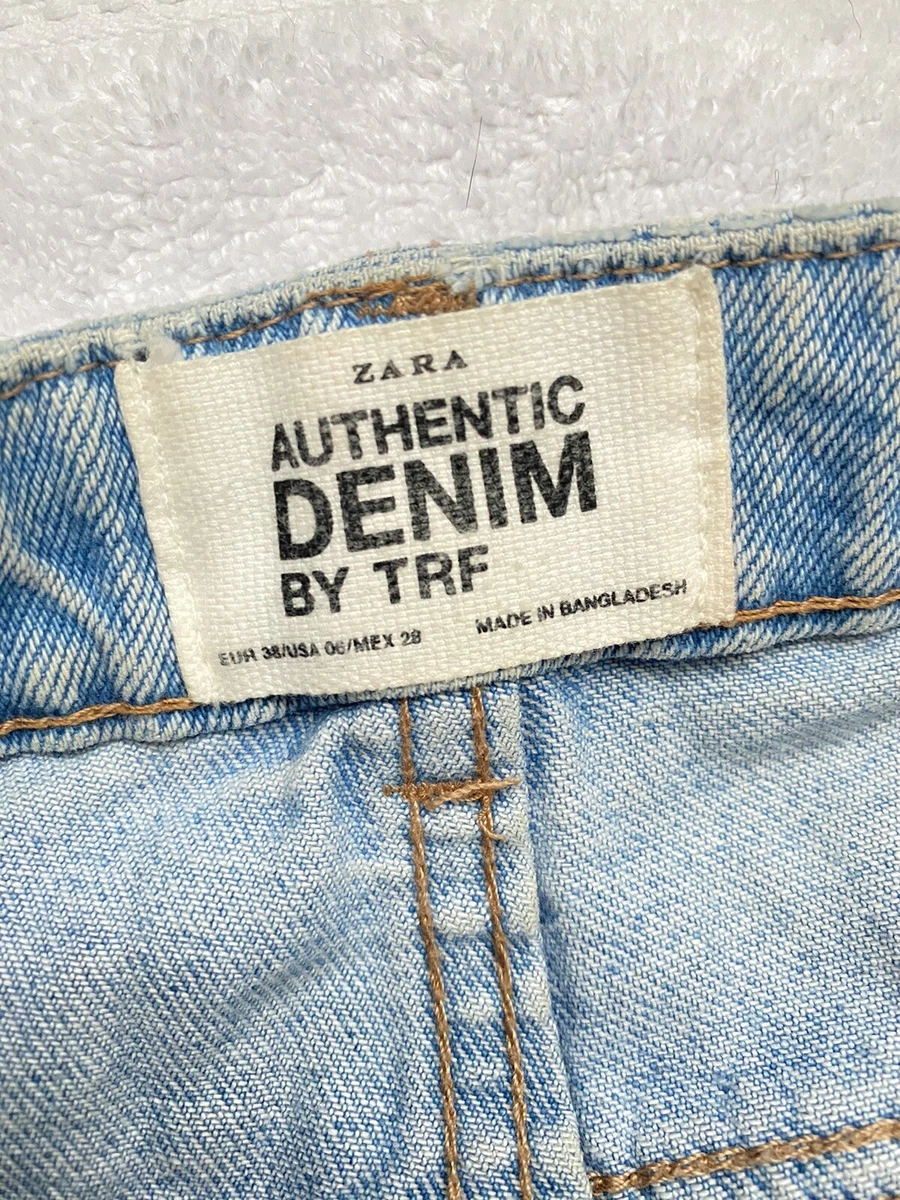 ZARA
AUTHENTIC
DENIM
BY TRF
EUR 38/USA 06/MEX 28
MADE IN BANGLADESH